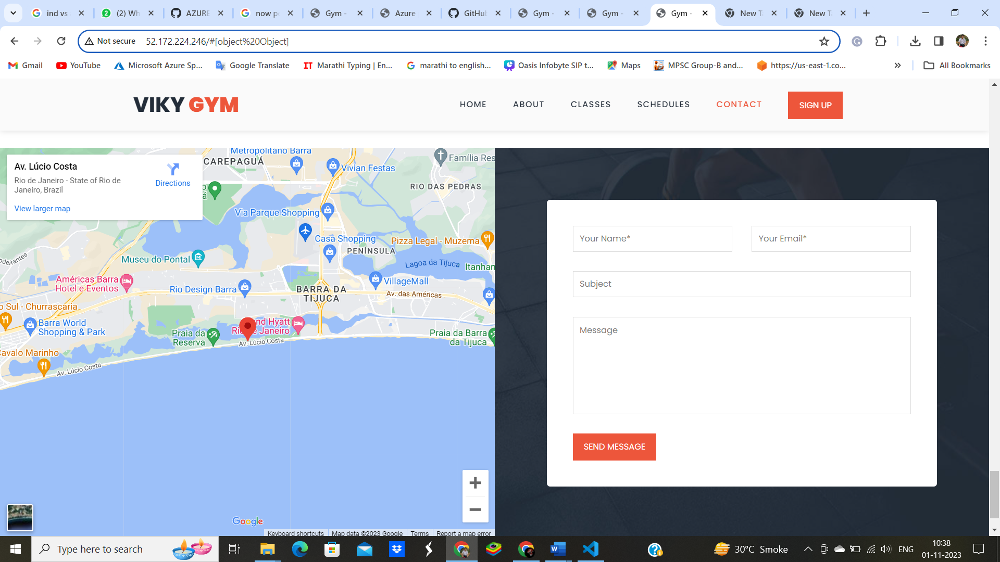 ind vs
(2) Wh
AZURE
now p
Gym -
Azure
GitHu
Gym -
Gym -
Gym -
New T
New T
Not secure
52.172.224.246/#[object%20Object]
Gmail
YouTube
Microsoft Azure Sp...
Google Translate
Marathi Typing | En...
marathi to english...
Oasis Infobyte SIP t...
Maps
MPSC Group-B and...
https://us-east-1.co...
All Bookmarks
VIKY GYM
HOME
ABOUT
CLASSES
SCHEDULES
CONTACT
SIGN UP
Av. Lúcio Costa
Rio de Janeiro - State of Rio de
Janeiro, Brazil
Directions
View larger map
Metropolitano Barra
CAREPAGUÁ
Família Res
Vivian Festas
RIO DAS PEDRAS
Via Parque Shopping
Casa Shopping
Pizza Legal - Muzema
PENÍNSULA
Museu do Pontal
Lagoa da Tijuca
Itanhan
ndeirantes
Américas Barra
Hotel e Eventos
Rio Design Barra
BARRA DA
TIJUCA
VillageMall
Av. das Américas
o Sul - Churrascaria
Barra World
Shopping & Park
nd Hyatt
Rio de Janeiro
Praia da
Reserva
Praia da Barra
da Tijuca
Av. Lúcio Costa
Cavalo Marinho
Av. Lúcio Costa
Google
Keyboard shortcuts
Map data ©2023 Google
Terms
Report a map error
Your Name*
Your Email*
Subject
Message
SEND MESSAGE
Type here to search
30°C Smoke
ENG
10:38
01-11-2023